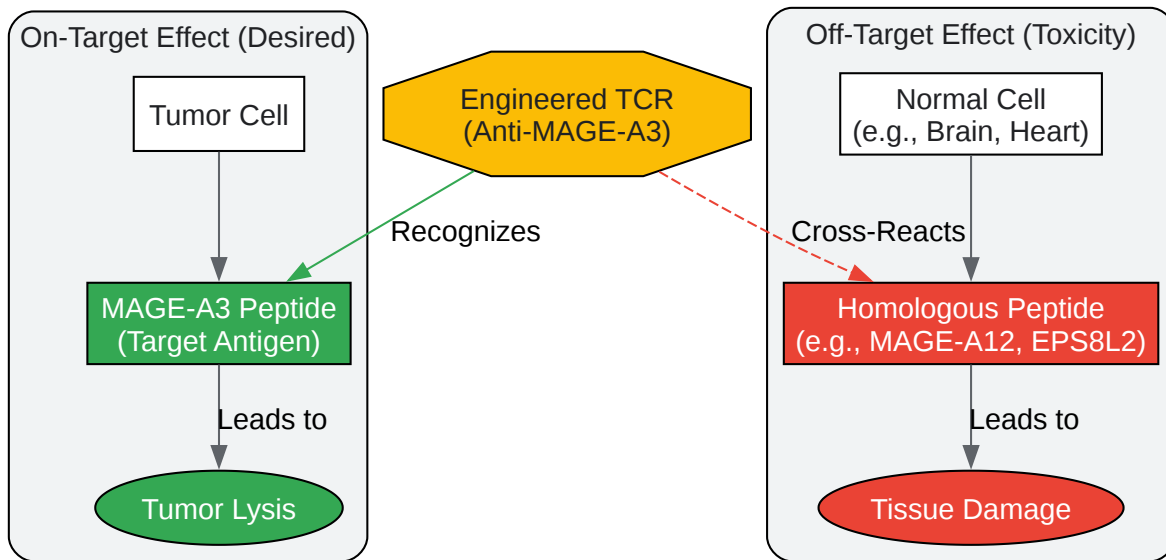 On-Target Effect (Desired)
Tumor Cell
Engineered TCR
(Anti-MAGE-A3)
Off-Target Effect (Toxicity)
Normal Cell
(e.g., Brain, Heart)
Recognizes
Cross-Reacts
MAGE-A3 Peptide
(Target Antigen)
Homologous Peptide
(e.g., MAGE-A12, EPS8L2)
Leads to
Leads to
Tumor Lysis
Tissue Damage